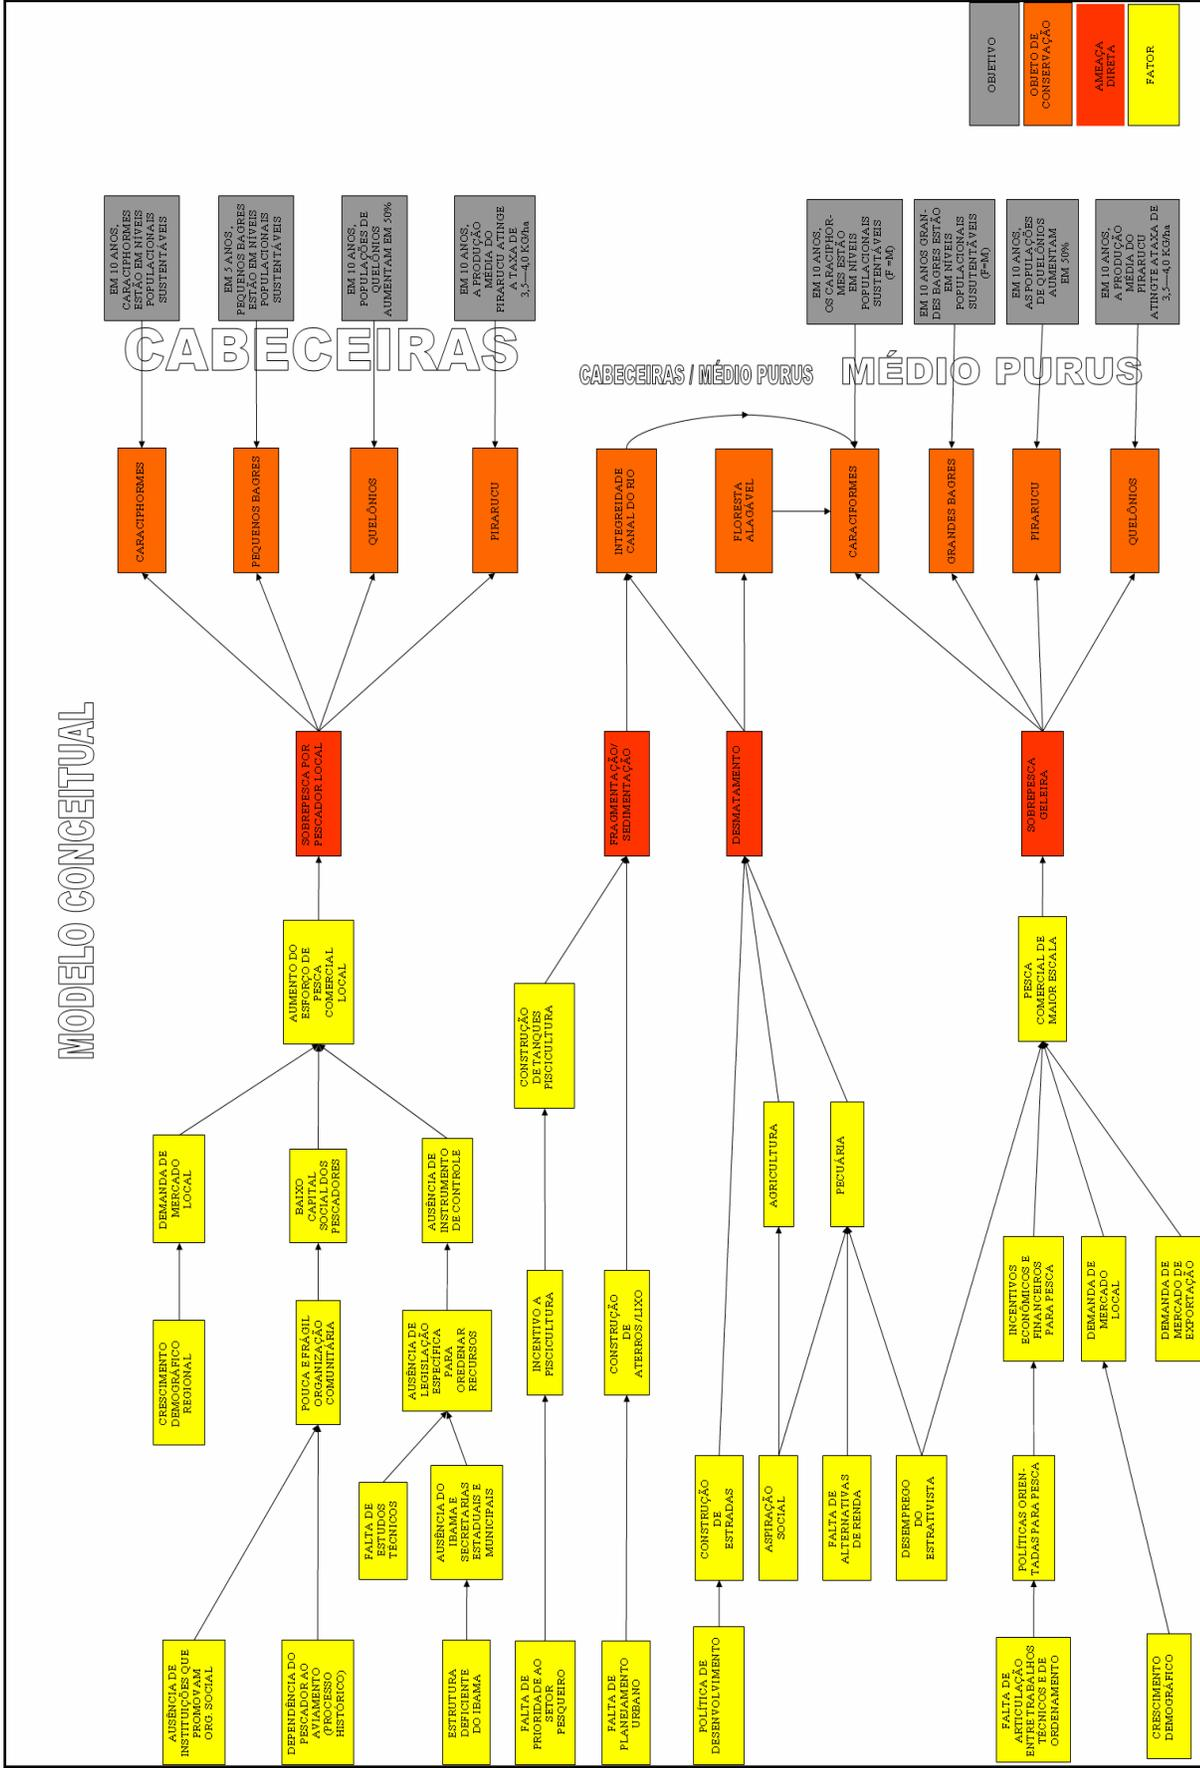 MODELO CONCEITUAL
AUSÊNCIA DE
INSTITUIÇÕES QUE
PROMOVAM
ORG. SOCIAL
DEPENDÊNCIA DO
PESCADOR AO
AVIAMENTO
(PROCESSO
HISTÓRICO)
ESTRUTURA
DEFICIENTE
DO IBAMA
FALTA DE
PRIORIDADE AO
SETOR
PESQUEIRO
FALTA DE
PLANEJAMENTO
URBANO
POLÍTICA DE
DESENVOLVIMENTO
FALTA DE
ARTICULAÇÃO
ENTRE TRABALHOS
TÉCNICOS E DE
ORDENAMENTO
CRESCIMENTO
DEMOGRÁFICO
CRESCIMENTO
DEMOGRÁFICO
REGIONAL
POUCA E FRÁGIL
ORGANIZAÇÃO
COMUNITÁRIA
FALTA DE
ESTUDOS
TÉCNICOS
AUSÊNCIA DO
IBAMA E
SECRETARIAS
ESTADUAIS E
MUNICIPAIS
AUSÊNCIA DE
LEGISLAÇÃO
ESPECÍFICA
PARA
OREDENAR
RECURSOS
INCENTIVO A
PISCICULTURA
CONSTRUÇÃO
DE
ATERROS /LIXO
CONSTRUÇÃO
DE
ESTRADAS
ASPIRAÇÃO
SOCIAL
FALTA DE
ALTERNATIVAS
DE RENDA
DESEMPREGO
DO
ESTRATIVISTA
POLÍTICAS ORIEN-
TADAS PARA PESCA
DEMANDA DE
MERCADO
LOCAL
BAIXO
CAPITAL
SOCIAL DOS
PESCADORES
AUSÊNCIA DE
INSTRUMENTO
DE CONTROLE
CONSTRUÇÃO
DE TANQUES
PISCICULTURA
AGRICULTURA
PECUÁRIA
INCENTIVOS
ECONÔMICOS E
FINANCEIROS
PARA PESCA
DEMANDA DE
MERCADO
LOCAL
DEMANDA DE
MERCADO DE
EXPORTAÇÃO
AUMENTO DO
ESFORÇO DE
PESCA
COMERCIAL
LOCAL
PESCA
COMERCIAL DE
MAIOR ESCALA
SOBREPESCA POR
PESCADOR LOCAL
FRAGMENTAÇÃO/
SEDIMENTAÇÃO
DESMATAMENTO
SOBREPESCA
GELEIRA
CARACIPHORMES
PEQUENOS BAGRES
QUELÔNIOS
PIRARUCU
INTEGREIDADE
CANAL DO RIO
FLORESTA
ALAGÁVEL
CARACIFORMES
GRANDES BAGRES
PIRARUCU
QUELÔNIOS
CABECEIRAS
CABECEIRAS / MÉDIO PURUS
MÉDIO PURUS
EM 10 ANOS,
CARACIPHORMES
ESTÃO EM NÍVEIS
POPULACIONAIS
SUSTENTÁVEIS
EM 5 ANOS ,
PEQUENOS BAGRES
ESTÃO EM NÍVEIS
POPULACIONAIS
SUSTENTÁVEIS
EM 10 ANOS,
POPULAÇÕES DE
QUELÔNIOS
AUMENTAM EM 50%
EM 10 ANOS,
A PRODUÇÃO
MÉDIA DO
PIRARUCU ATINGE
A TAXA DE
3,5—4,0 KG/ha
EM 10 ANOS,
OS CARACIPHOR-
MES ESTÃO
EM NÍVEIS
POPULACIONAIS
SUSTENTÁVEIS
(F =M)
EM 10 ANOS GRAN-
DES BAGRES ESTÃO
EM NÍVEIS
POPULACIONAIS
SUSUTENTÁVEIS
(F=M)
EM 10 ANOS,
AS POPULAÇÕES
DE QUELÔNIOS
AUMENTAM
EM 50%
EM 10 ANOS,
A PRODUÇÃO
MÉDIA DO
PIRARUCU
ATINGTE ATAXA DE
3,5—4,0 KG/ha
OBJETIVO
OBJETO DE
CONSERVAÇÃO
AMEAÇA
DIRETA
FATOR